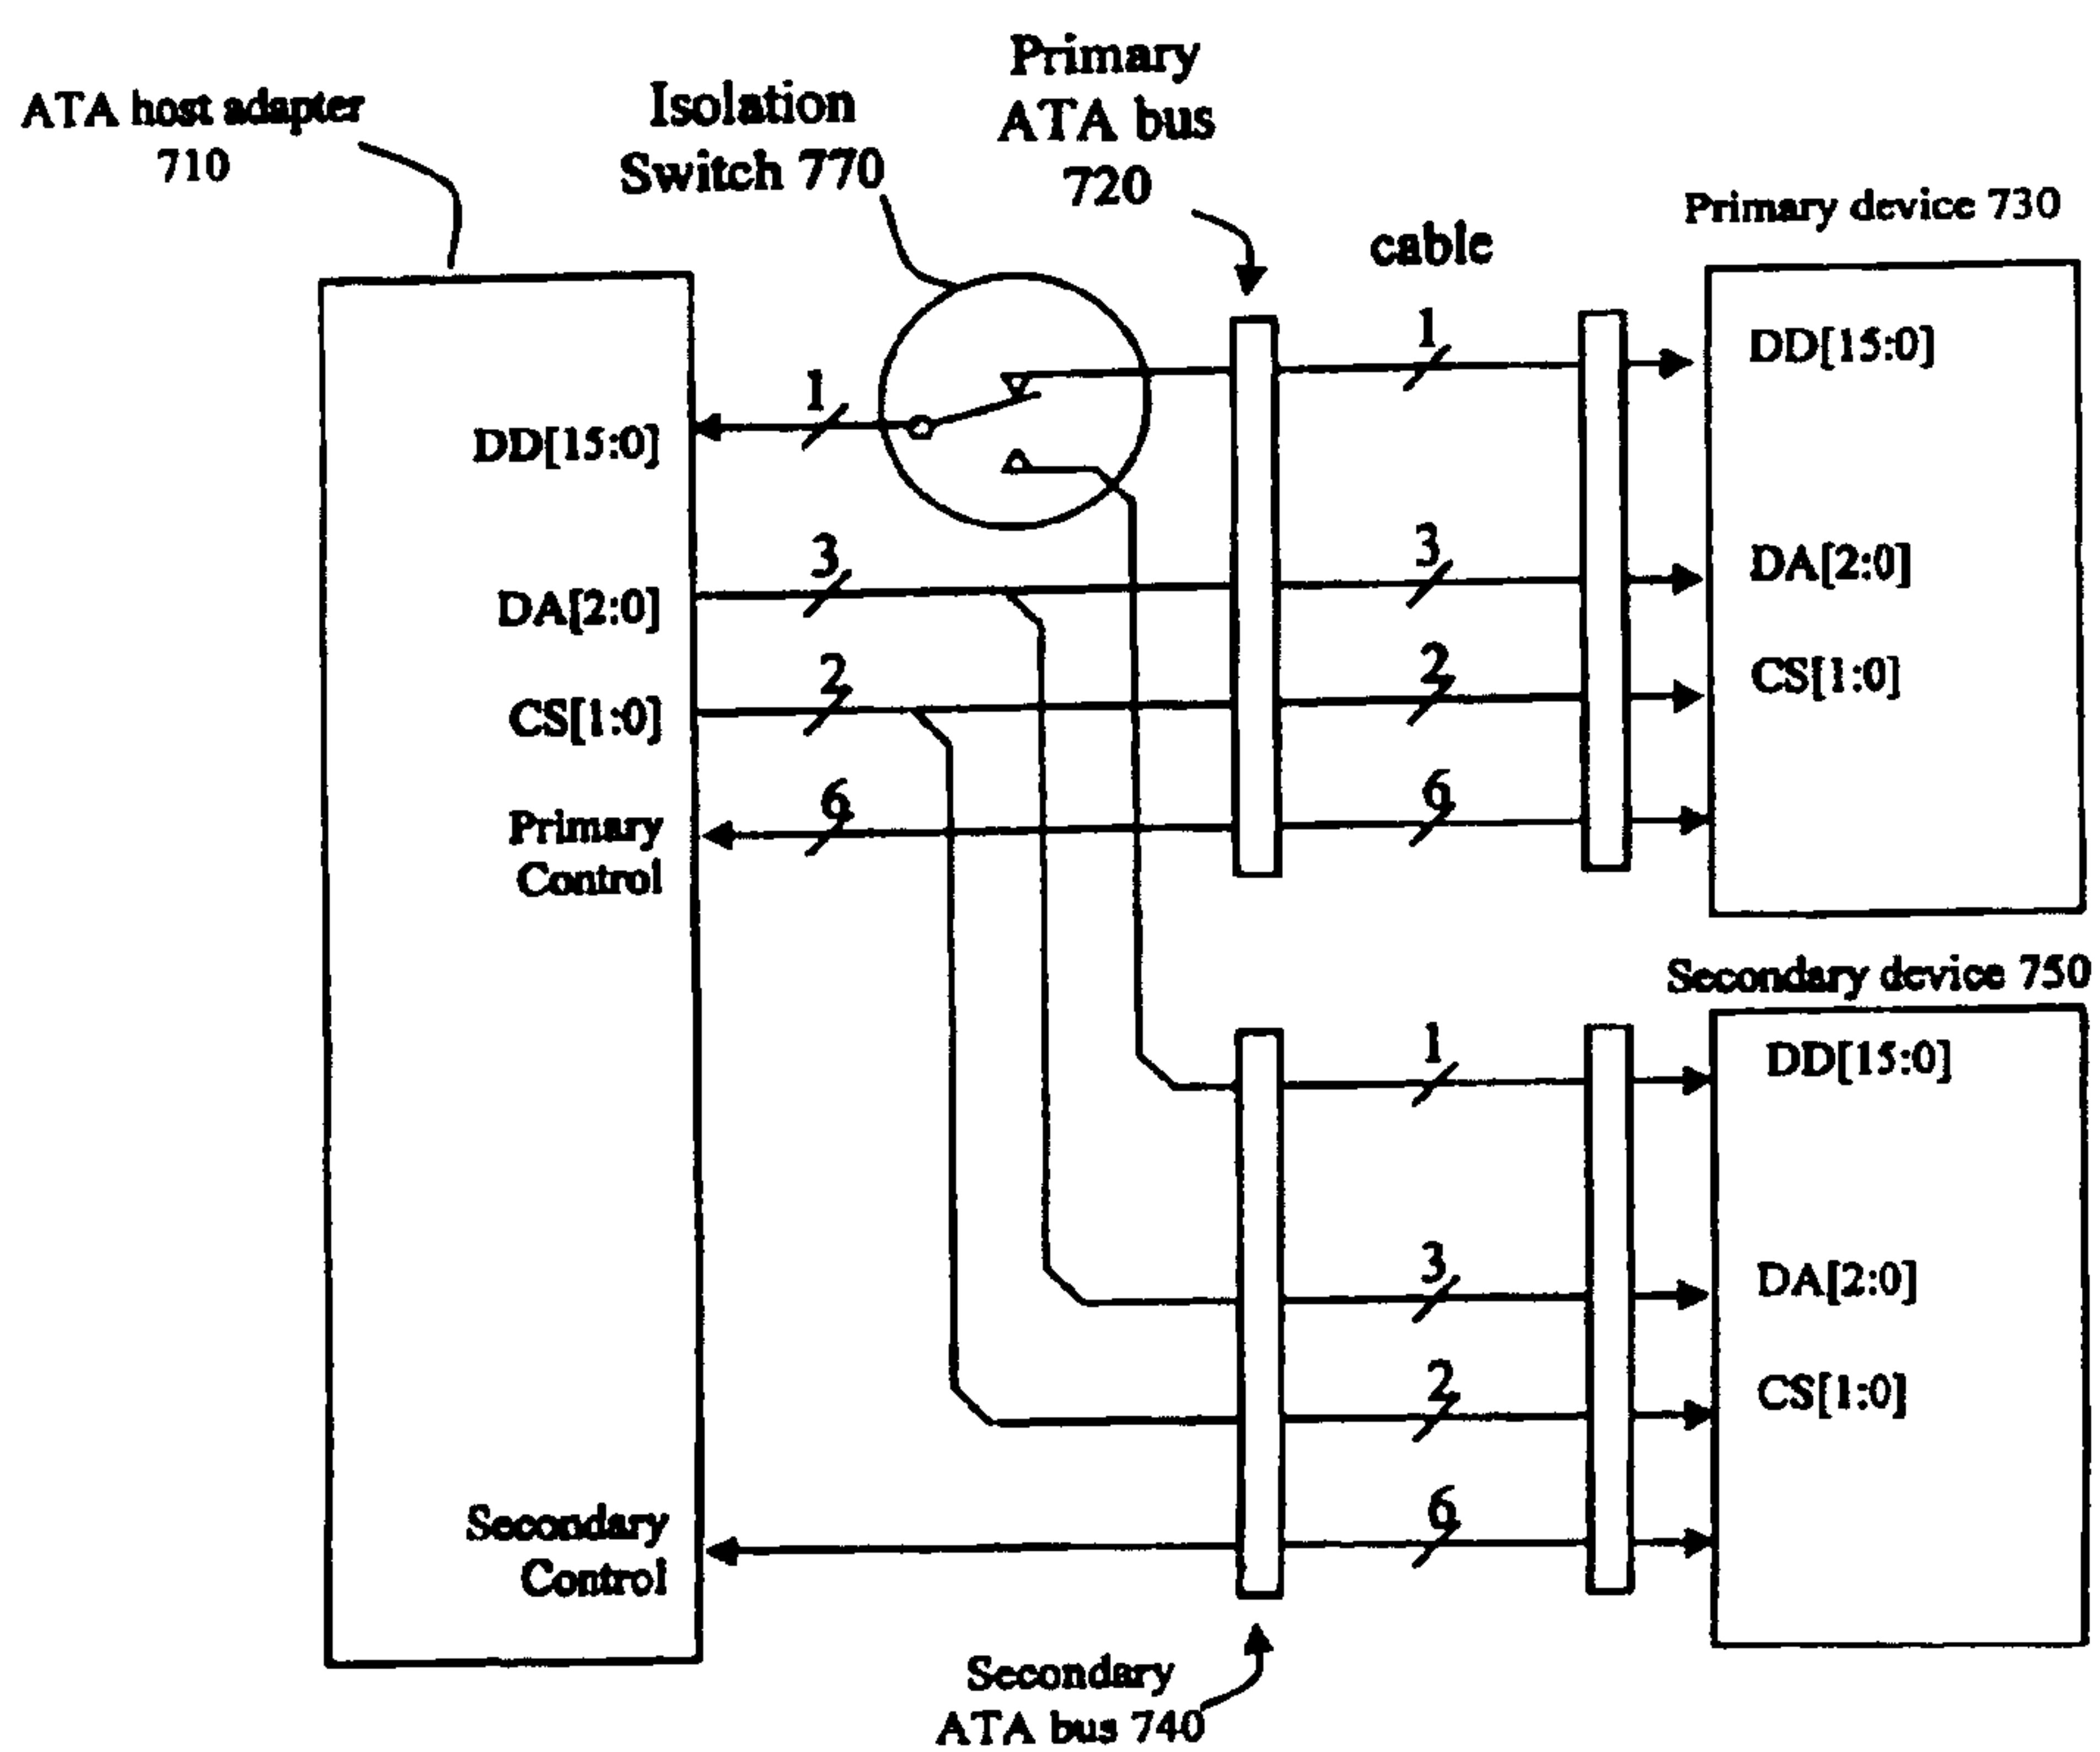 Primary
ATA bus
720
ATA host adapter
710
Isolation
Switch 770
cable
Primary device 730
1
DD[15:0]
1
DD[15:0]
3
3
DA[2:0]
DA[2:0]
2
2
CS[1:0]
CS[1:0]
6
6
Primary
Control
Secondary device 750
1
DD[15:0]
3
DA[2:0]
2
CS[1:0]
6
Secondary
Control
Secondary
ATA bus 740